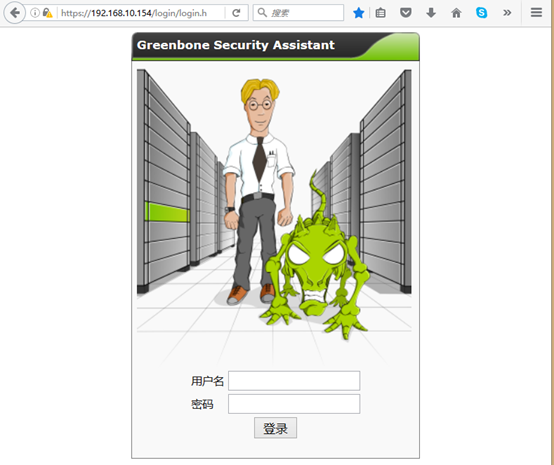 https://192.168.10.154/login/login.h
搜索
Greenbone Security Assistant
用户名
密码
登录